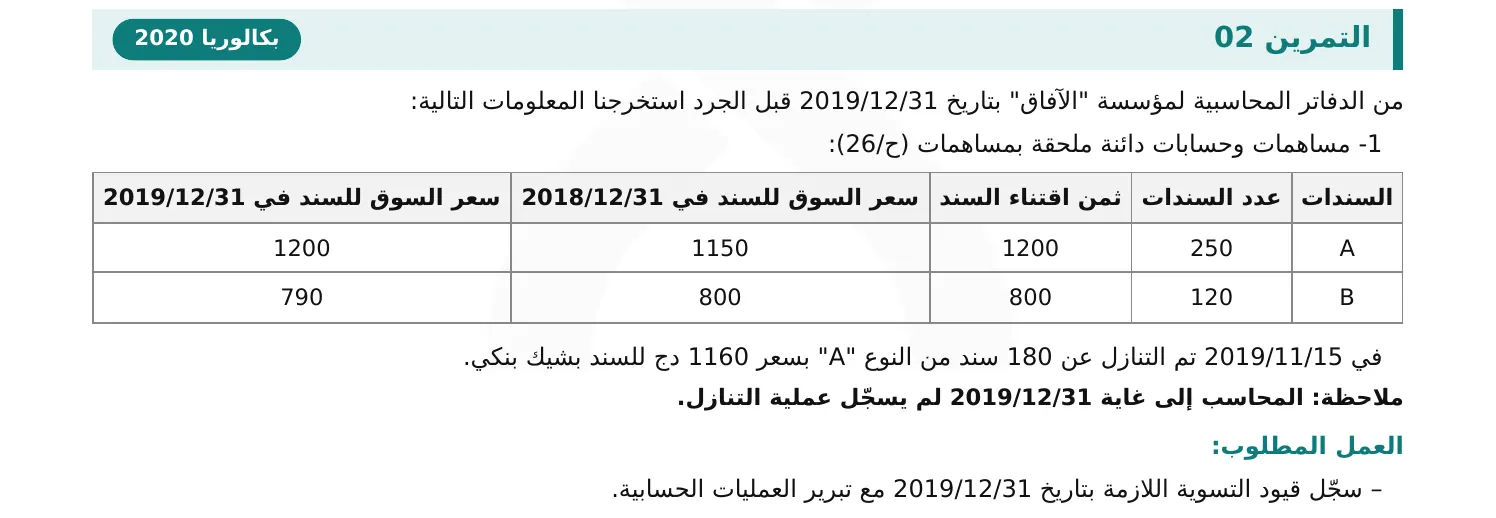 التمرين 02
بكالوريا 2020
من الدفاتر المحاسبية لمؤسسة "الآفاق" بتاريخ 2019/12/31 قبل الجرد استخرجنا المعلومات التالية:
1- مساهمات وحسابات دائنة ملحقة بمساهمات (ح/26):
السندات عدد السندات ثمن اقتناء السند سعر السوق للسند في 2018/12/31 سعر السوق للسند في 2019/12/31
A 250 1200 1150 1200
B 120 800 800 790
في 2019/11/15 تم التنازل عن 180 سند من النوع "A" بسعر 1160 دج للسند بشيك بنكي.
ملاحظة: المحاسب إلى غاية 2019/12/31 لم يسجّل عملية التنازل.
العمل المطلوب:
– سجّل قيود التسوية اللازمة بتاريخ 2019/12/31 مع تبرير العمليات الحسابية.